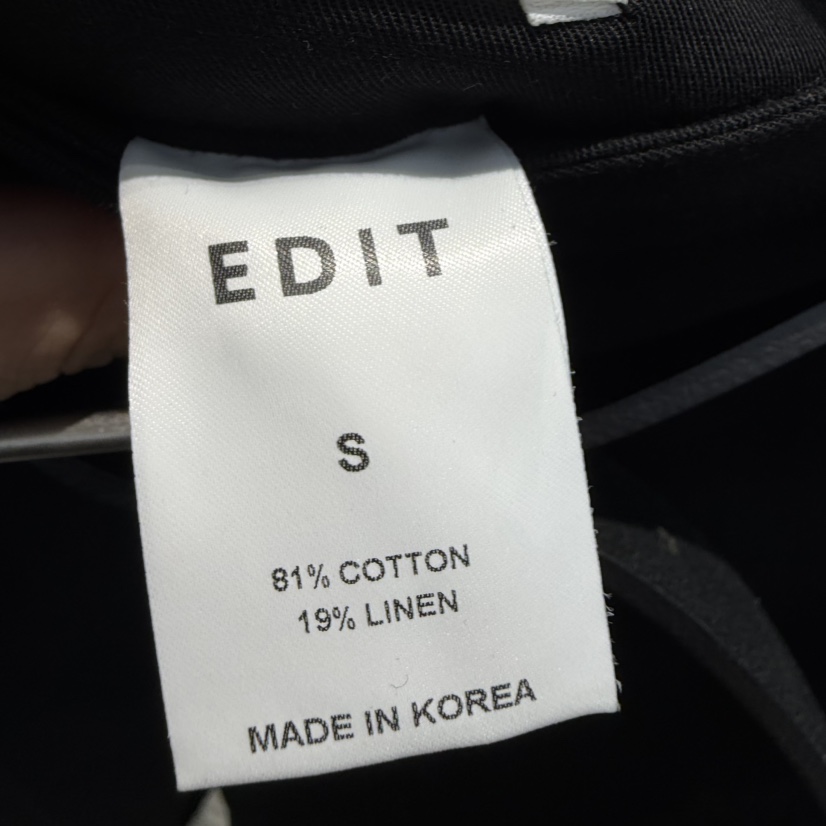 EDIT
S
81% COTTON
19% LINEN
MADE IN KOREA